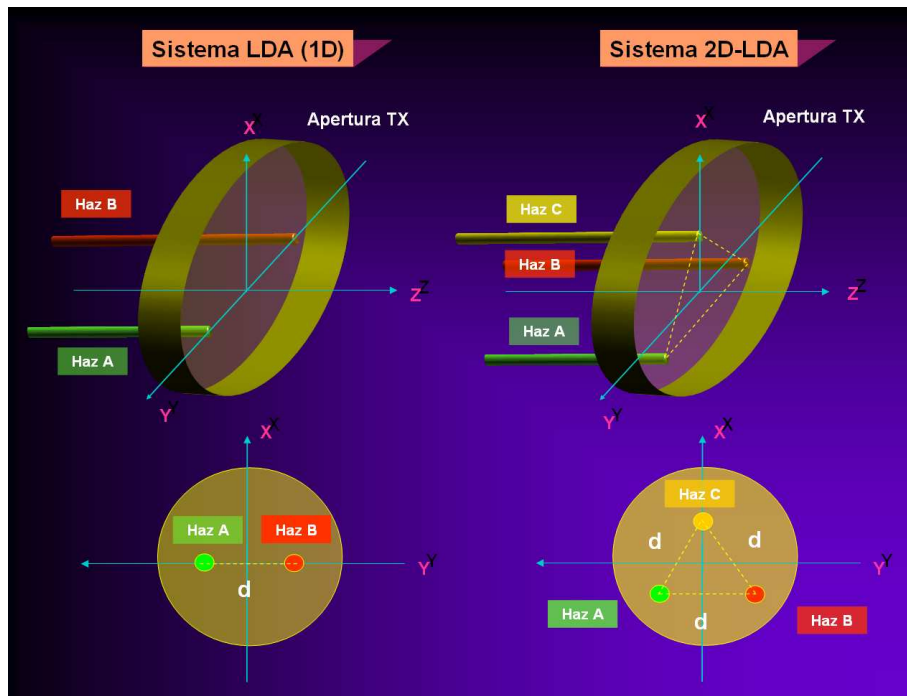 Sistema LDA (1D)
Sistema 2D-LDA
X
Apertura TX
Haz B
Z
Haz A
Y
X
Apertura TX
Haz C
Haz B
Z
Haz A
Y
X
Haz A
Haz B
Y
d
X
Haz C
d
d
Y
Haz A
d
Haz B